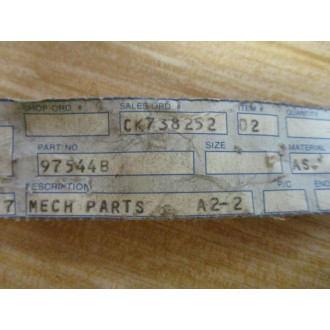 SHOP ORD. # SALES ORD # ITEM # QUANTITY
CK738252 02
PART NO SIZE MATERIAL
97544B AS-
DESCRIPTION P/C
7 MECH PARTS A2-2